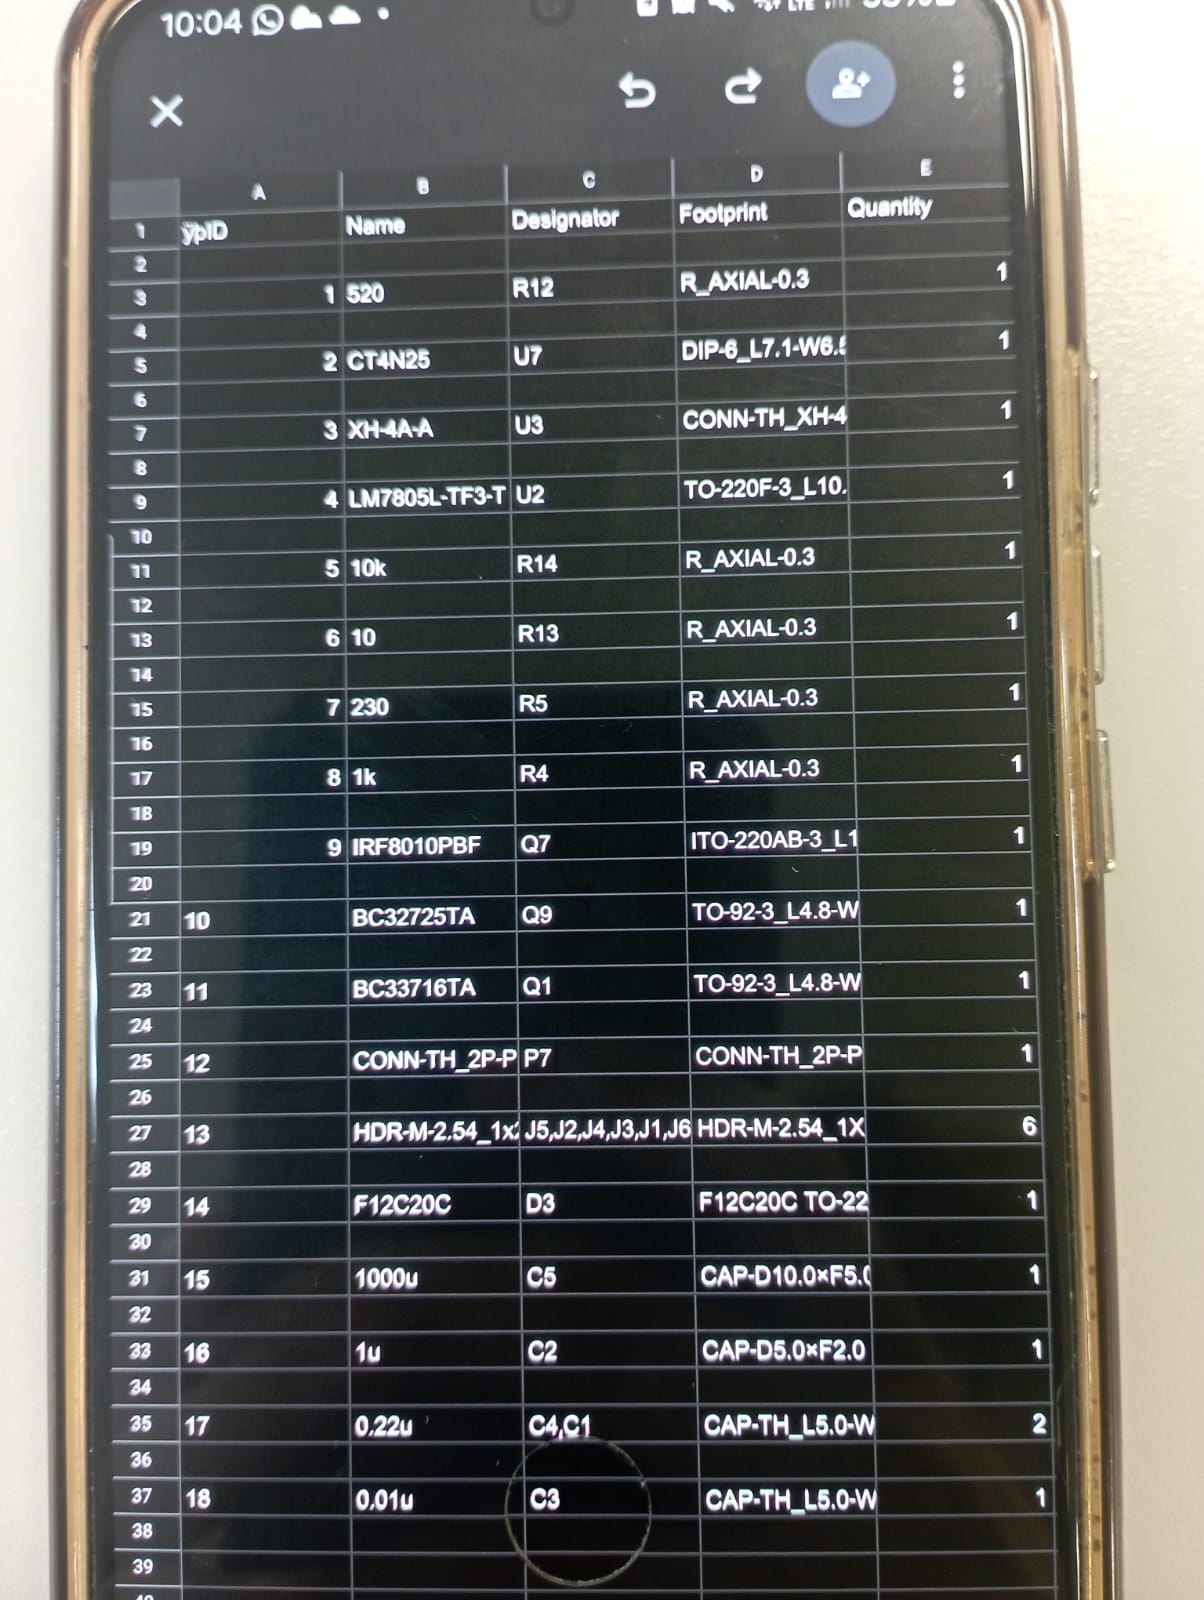 10:04
LTE
A B C D E
1 ÿþID Name Designator Footprint Quantity
2
3 1 520 R12 R_AXIAL-0.3 1
4
5 2 CT4N25 U7 DIP-6_L7.1-W6.5 1
6
7 3 XH-4A-A U3 CONN-TH_XH-4 1
8
9 4 LM7805L-TF3-T U2 TO-220F-3_L10. 1
10
11 5 10k R14 R_AXIAL-0.3 1
12
13 6 10 R13 R_AXIAL-0.3 1
14
15 7 230 R5 R_AXIAL-0.3 1
16
17 8 1k R4 R_AXIAL-0.3 1
18
19 9 IRF8010PBF Q7 ITO-220AB-3_L1 1
20
21 10 BC32725TA Q9 TO-92-3_L4.8-W 1
22
23 11 BC33716TA Q1 TO-92-3_L4.8-W 1
24
25 12 CONN-TH_2P-P P7 CONN-TH_2P-P 1
26
27 13 HDR-M-2.54_1x2 J5,J2,J4,J3,J1,J6 HDR-M-2.54_1X 6
28
29 14 F12C20C D3 F12C20C TO-22 1
30
31 15 1000u C5 CAP-D10.0×F5.0 1
32
33 16 1u C2 CAP-D5.0×F2.0 1
34
35 17 0.22u C4,C1 CAP-TH_L5.0-W 2
36
37 18 0.01u C3 CAP-TH_L5.0-W 1
38
39